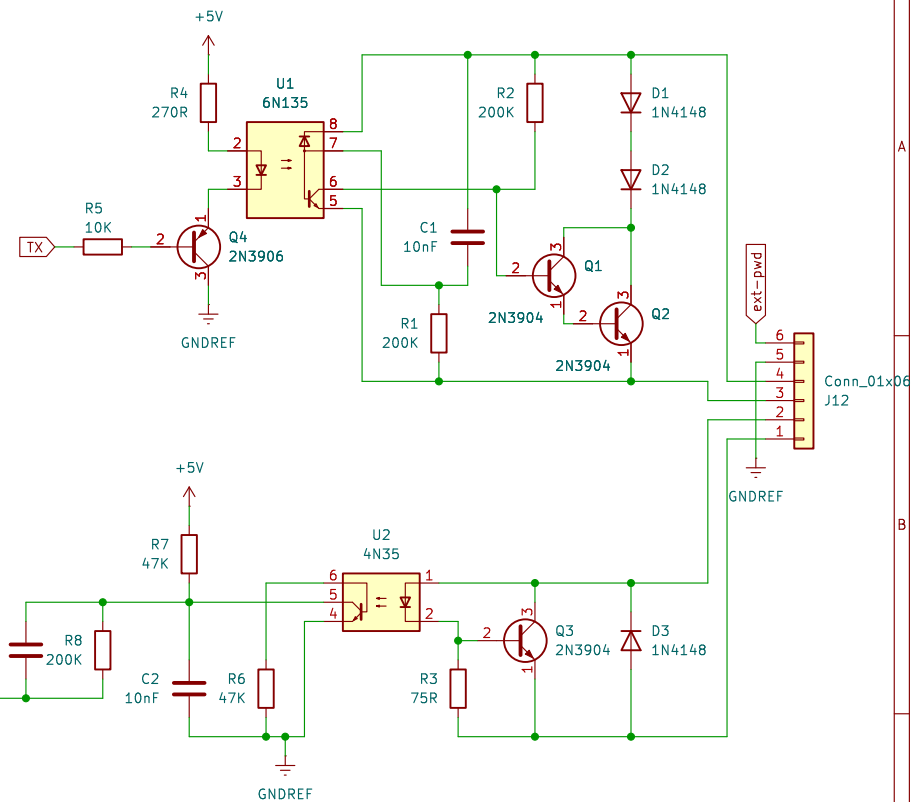 +5V
R4
270R
U1
6N135
8
7
6
5
2
3
R2
200K
D1
1N4148
D2
1N4148
A
R5
10K
TX
2
1
3
Q4
2N3906
GNDREF
C1
10nF
R1
200K
2
3
1
Q1
2N3904
2
3
1
Q2
2N3904
ext-pwd
6
5
4
3
2
1
Conn_01x06
J12
GNDREF
+5V
R7
47K
U2
4N35
6
5
4
1
2
B
R8
200K
C2
10nF
R6
47K
R3
75R
2
3
1
Q3
2N3904
D3
1N4148
GNDREF